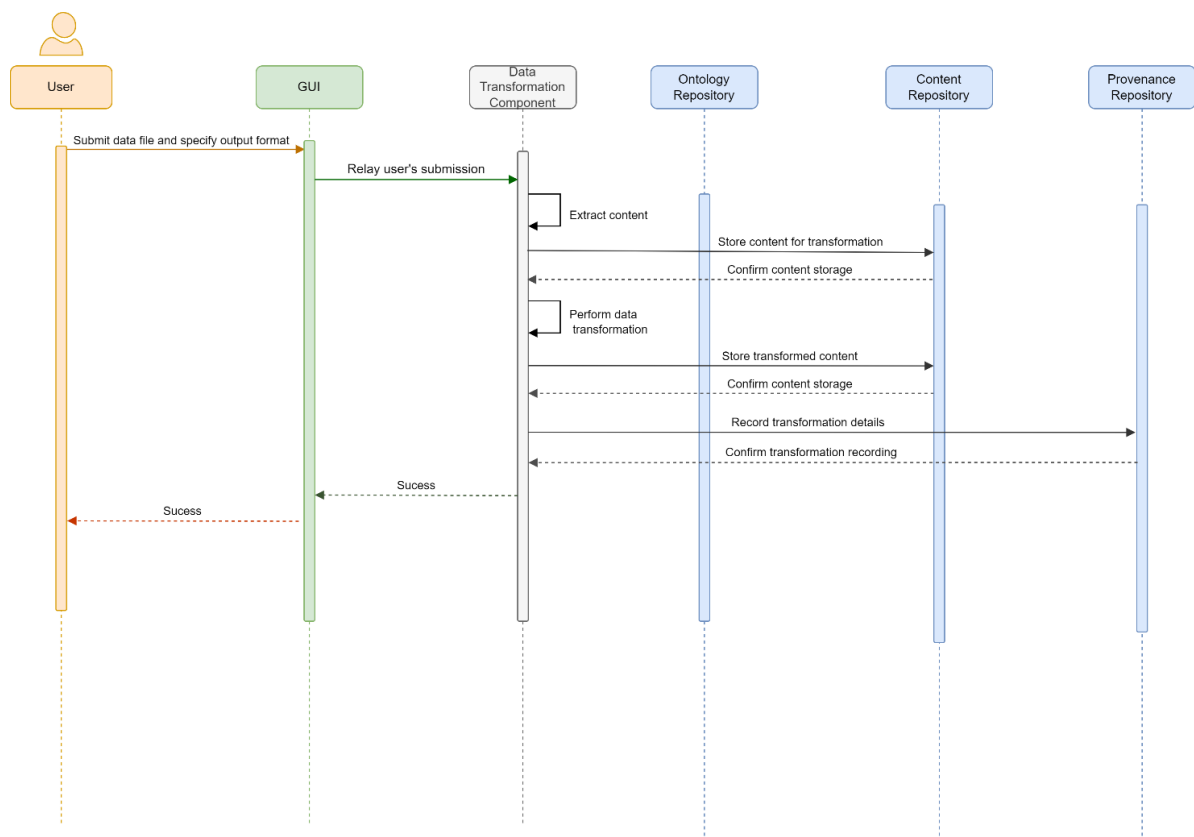 User
GUI
Data
Transformation
Component
Ontology
Repository
Content
Repository
Provenance
Repository
Submit data file and specify output format
Relay user's submission
Extract content
Store content for transformation
Confirm content storage
Perform data
transformation
Store transformed content
Confirm content storage
Record transformation details
Confirm transformation recording
Sucess
Sucess